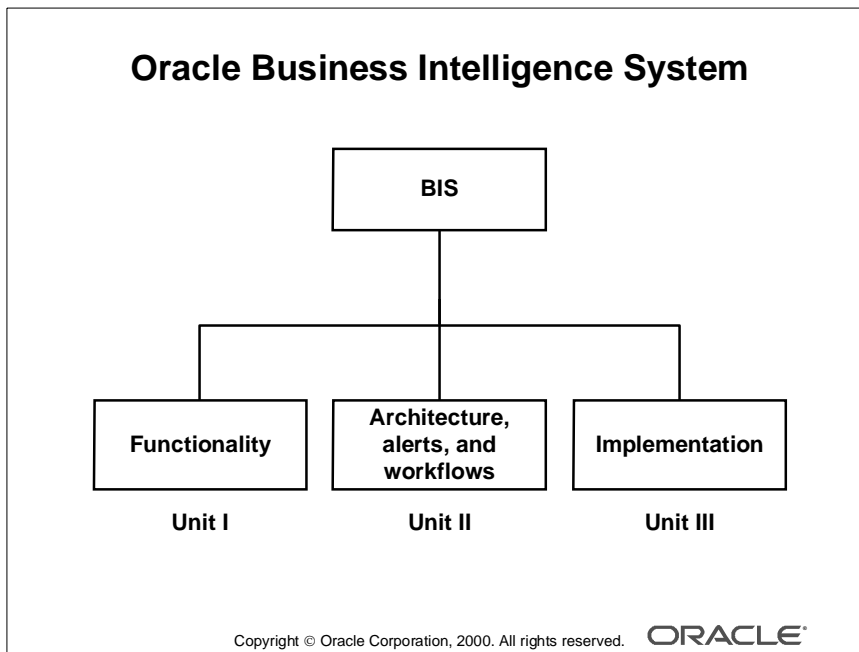 Oracle Business Intelligence System
BIS
Functionality
Architecture,
alerts, and
workflows
Implementation
Unit I
Unit II
Unit III
Copyright © Oracle Corporation, 2000. All rights reserved.
ORACLE®